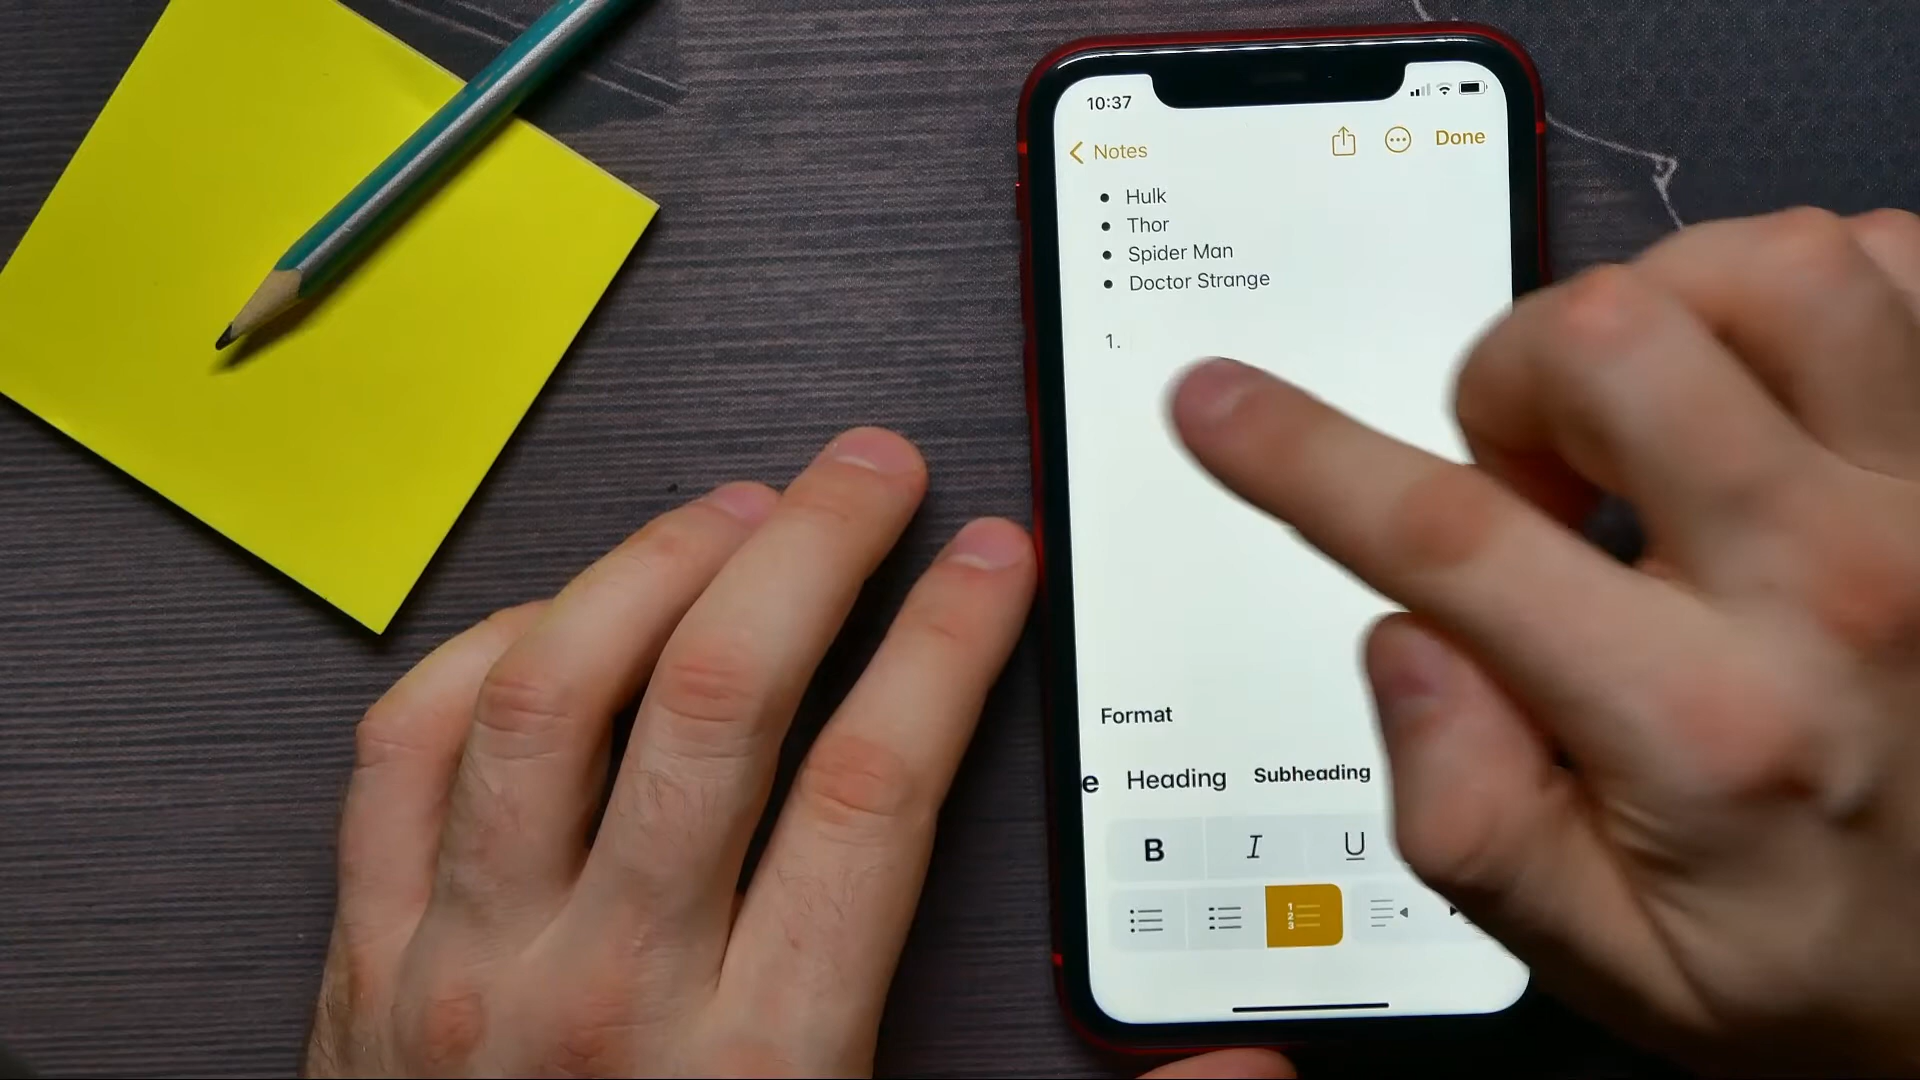 10:37
Notes
Done
• Hulk
• Thor
• Spider Man
• Doctor Strange
1.
Format
e Heading Subheading
B I U